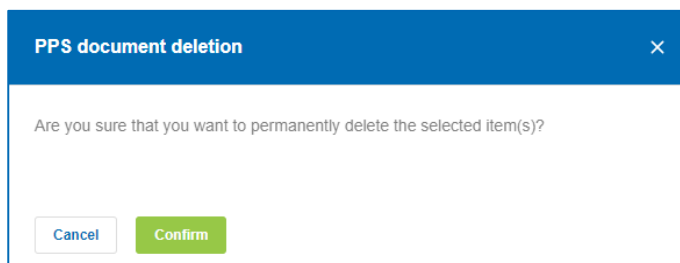 PPS document deletion
Are you sure that you want to permanently delete the selected item(s)?
Cancel Confirm